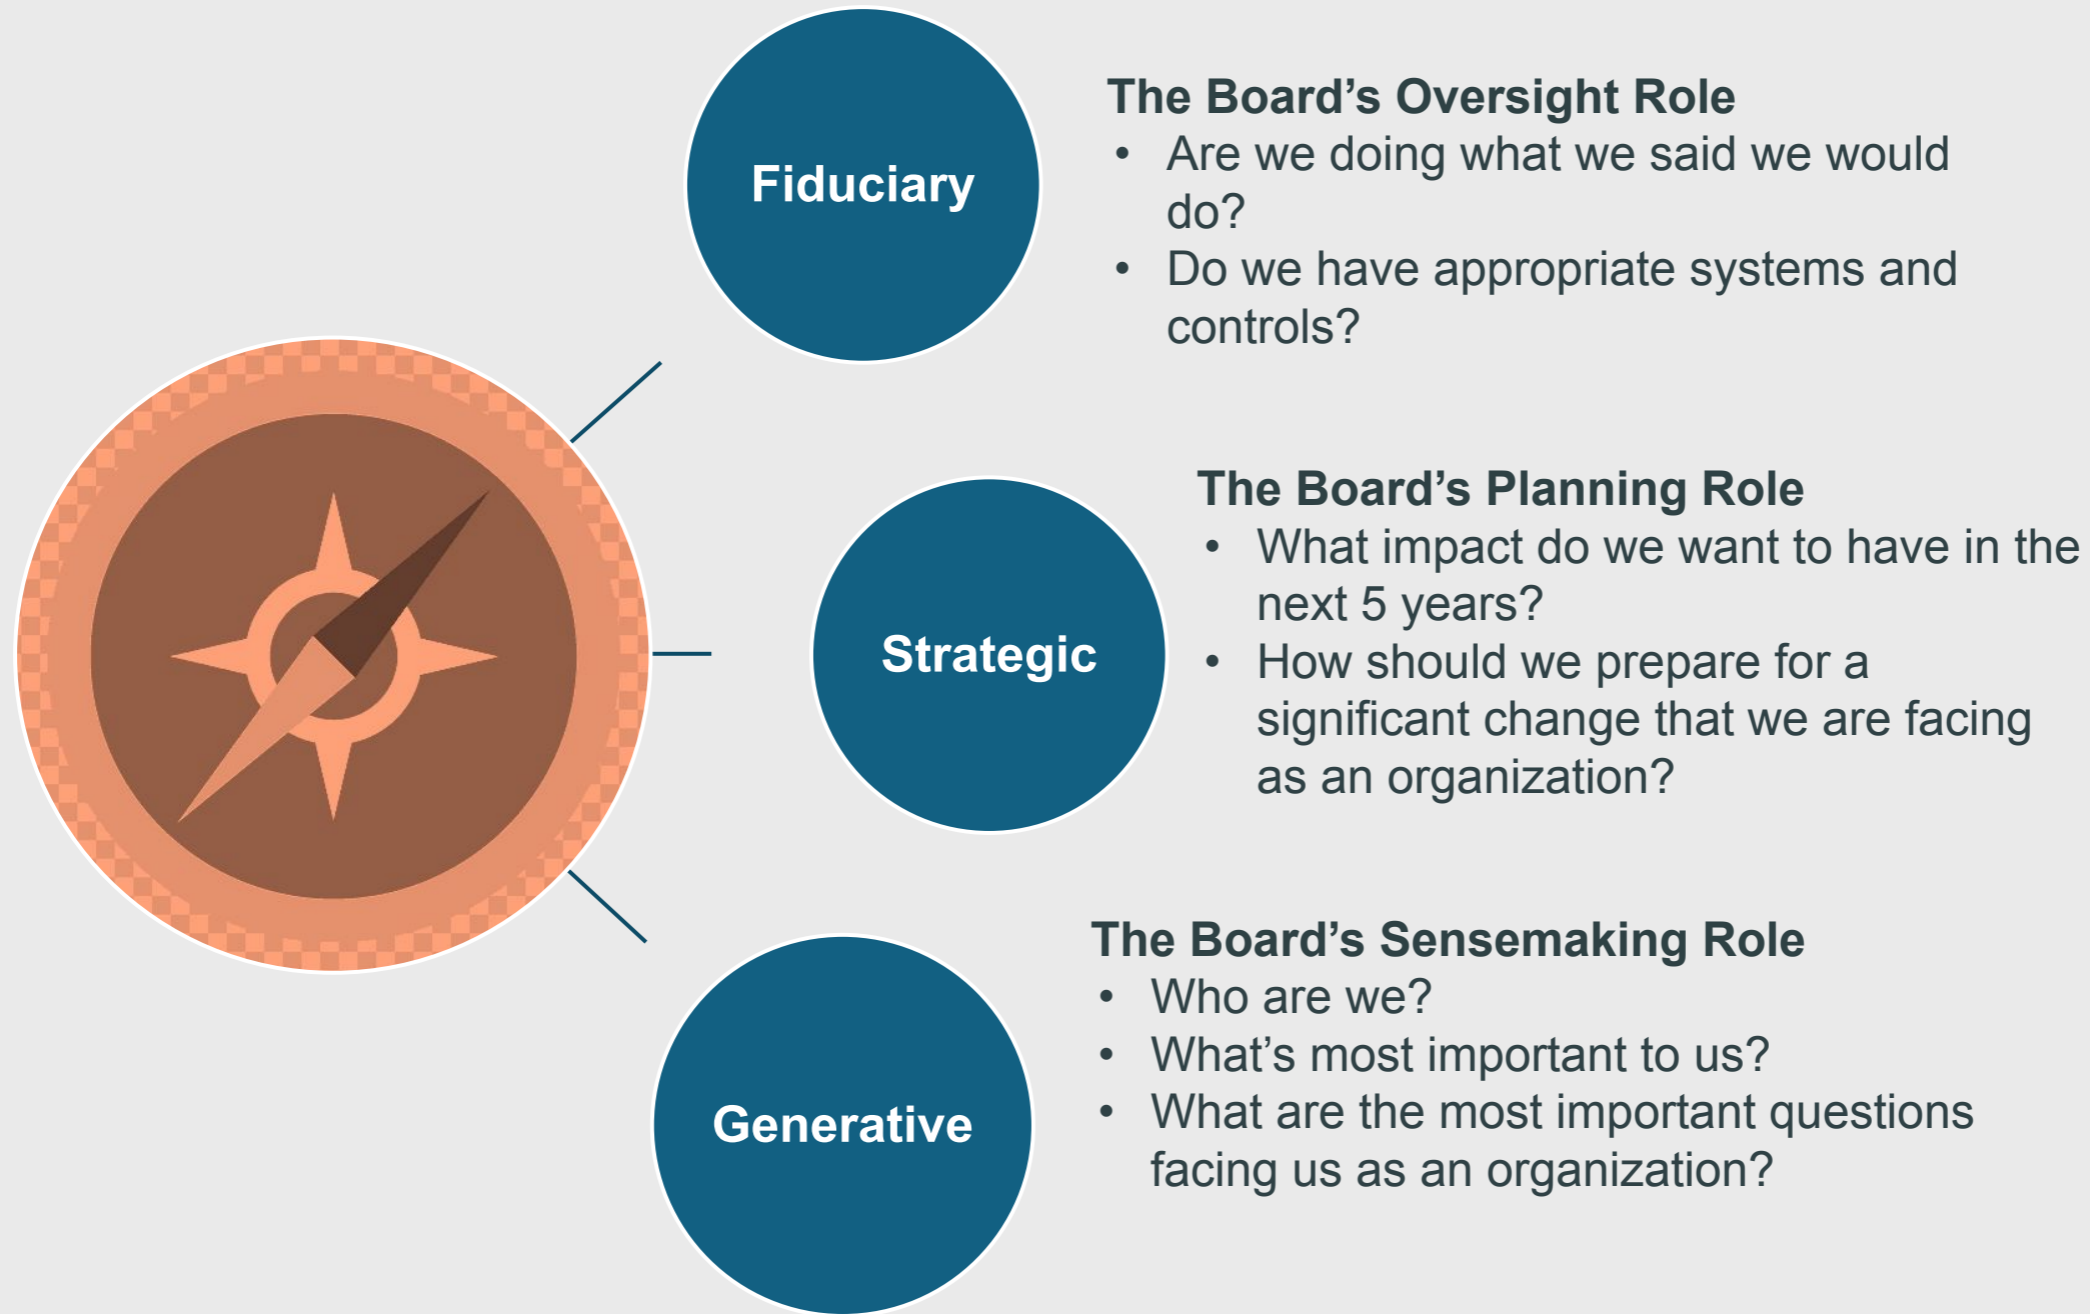 Fiduciary
The Board’s Oversight Role
• Are we doing what we said we would
do?
• Do we have appropriate systems and
controls?
Strategic
The Board’s Planning Role
• What impact do we want to have in the
next 5 years?
• How should we prepare for a
significant change that we are facing
as an organization?
Generative
The Board’s Sensemaking Role
• Who are we?
• What’s most important to us?
• What are the most important questions
facing us as an organization?